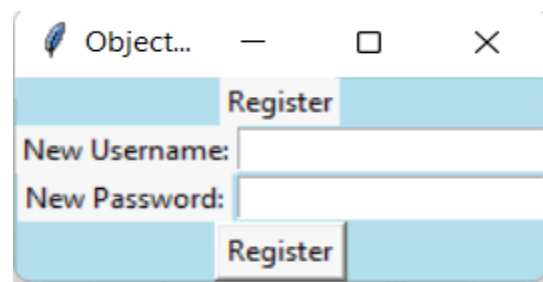 Object...
Register
New Username:
New Password:
Register